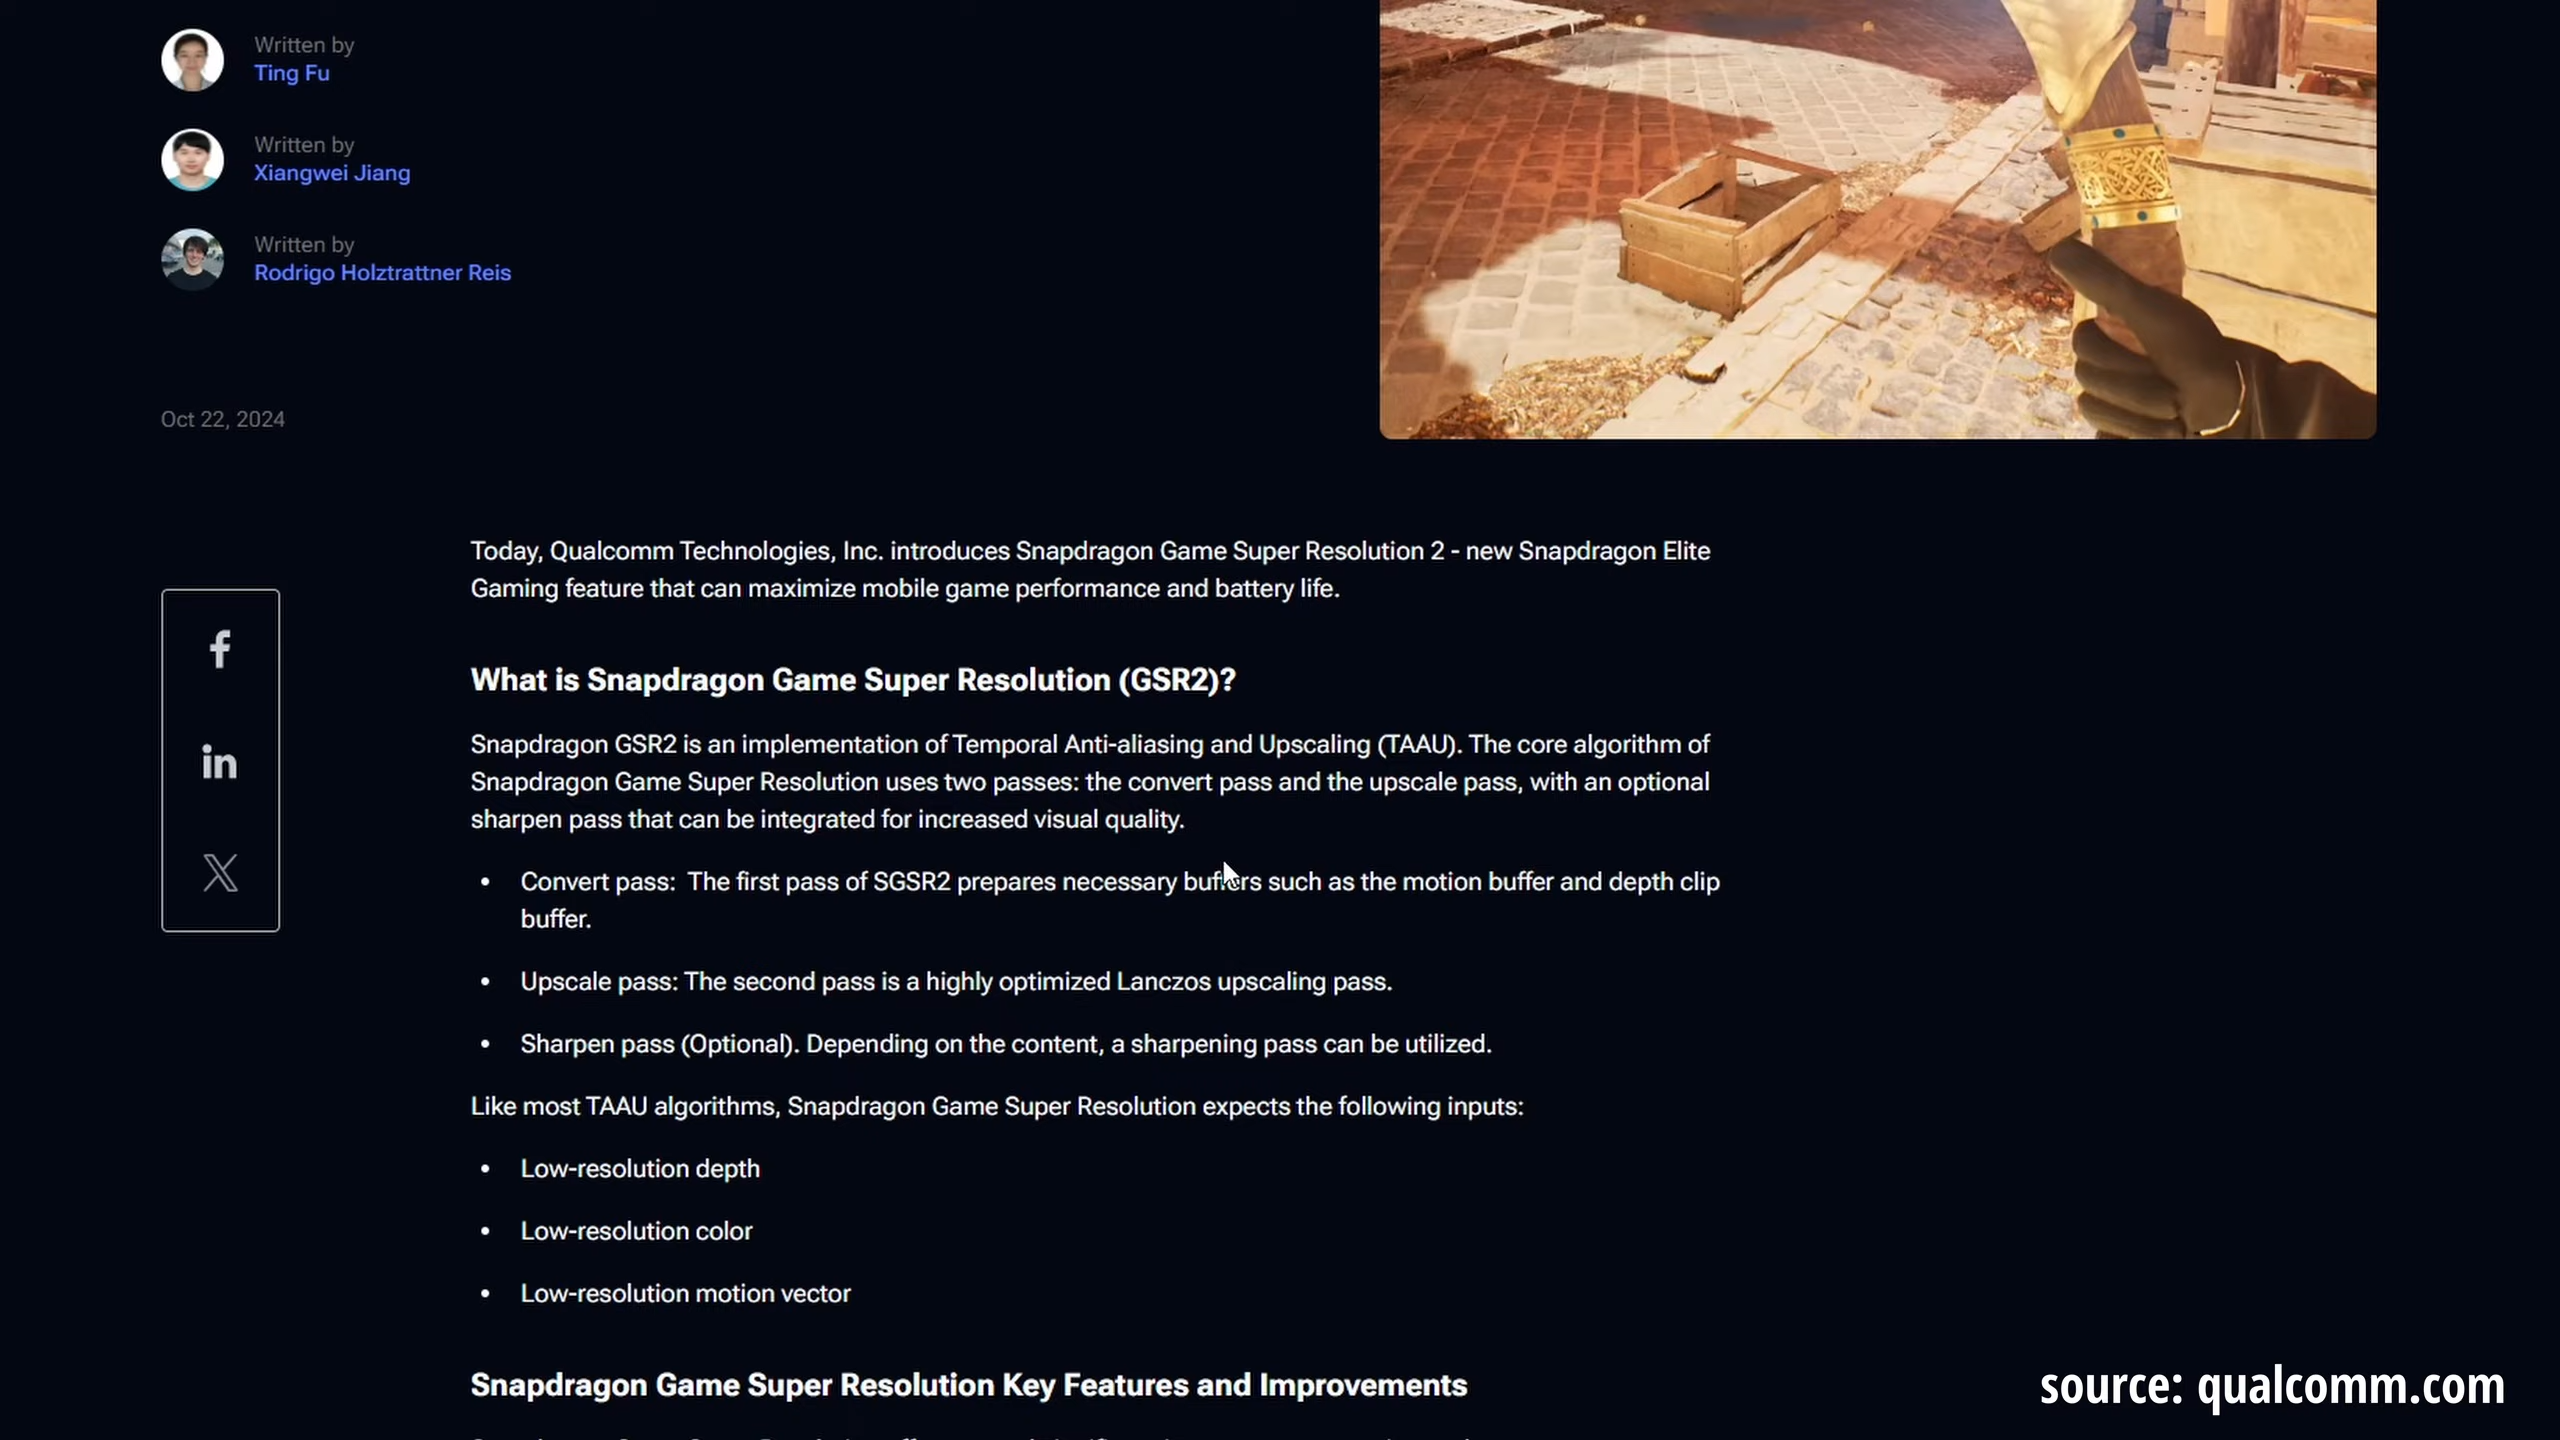 Written by
Ting Fu
Written by
Xiangwei Jiang
Written by
Rodrigo Holztrattner Reis
Oct 22, 2024
Today, Qualcomm Technologies, Inc. introduces Snapdragon Game Super Resolution 2 - new Snapdragon Elite
Gaming feature that can maximize mobile game performance and battery life.
What is Snapdragon Game Super Resolution (GSR2)?
Snapdragon GSR2 is an implementation of Temporal Anti-aliasing and Upscaling (TAAU). The core algorithm of
Snapdragon Game Super Resolution uses two passes: the convert pass and the upscale pass, with an optional
sharpen pass that can be integrated for increased visual quality.
• Convert pass: The first pass of SGSR2 prepares necessary buffers such as the motion buffer and depth clip
buffer.
• Upscale pass: The second pass is a highly optimized Lanczos upscaling pass.
• Sharpen pass (Optional). Depending on the content, a sharpening pass can be utilized.
Like most TAAU algorithms, Snapdragon Game Super Resolution expects the following inputs:
• Low-resolution depth
• Low-resolution color
• Low-resolution motion vector
Snapdragon Game Super Resolution Key Features and Improvements
source: qualcomm.com